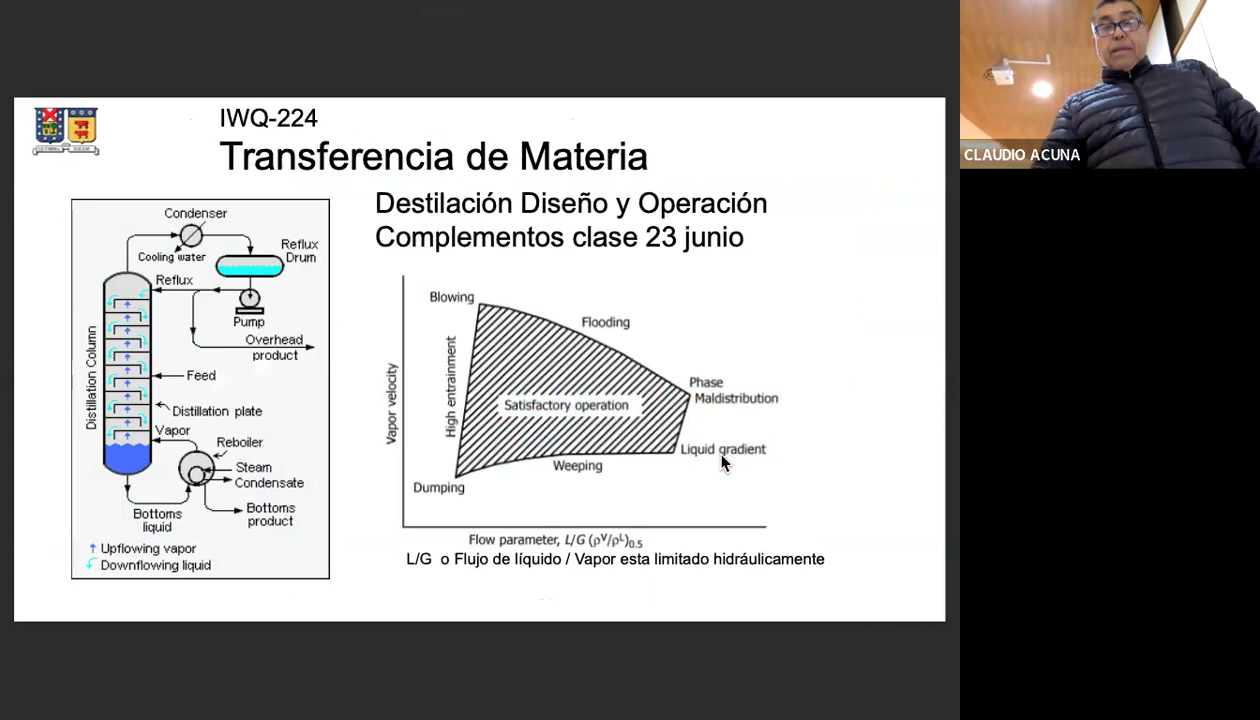 IWQ-224
Transferencia de Materia
Destilación Diseño y Operación
Complementos clase 23 junio
Condenser
Cooling water
Reflux
Drum
Reflux
Pump
Overhead
product
Distillation Column
Feed
Distillation plate
Vapor
Reboiler
Steam
Condensate
Bottoms
liquid
Bottoms
product
Upflowing vapor
Downflowing liquid
Blowing
Flooding
Vapor velocity
High entrainment
Phase
Maldistribution
Satisfactory operation
Liquid gradient
Weeping
Dumping
Flow parameter, L/G (ρV/ρL)0.5
L/G o Flujo de líquido / Vapor esta limitado hidráulicamente
CLAUDIO ACUNA